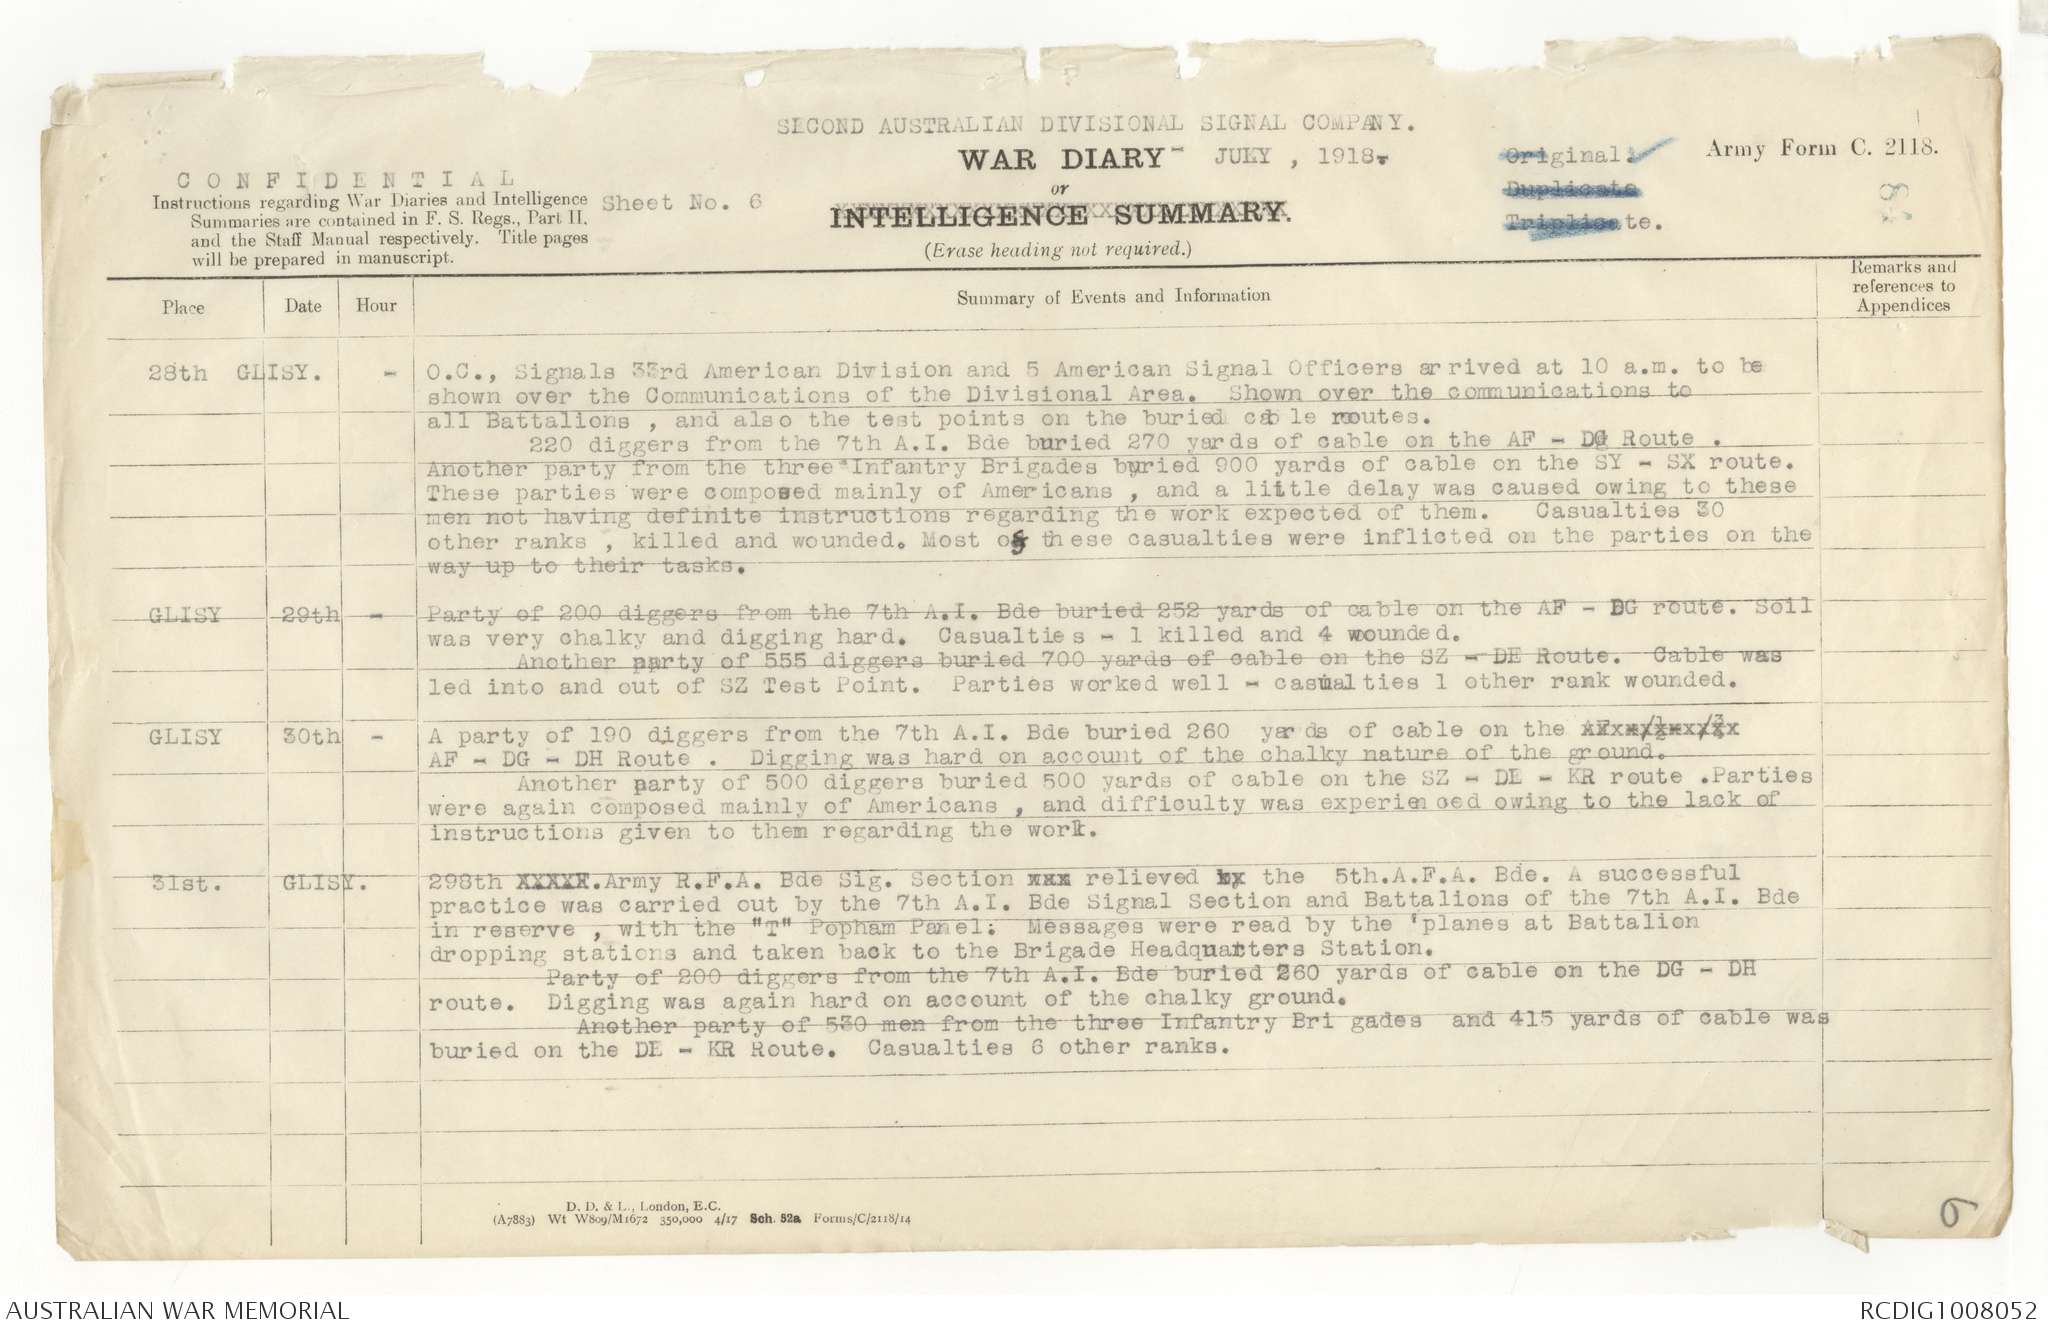 SECOND AUSTRALIAN DIVISIONAL SIGNAL COMPANY.
WAR DIARY - JULY , 1918.
or
INTELLIGENCE SUMMARY.
(Erase heading not required.)
Original.
Duplicate
Triplicate.
Army Form C. 2118.
CONFIDENTIAL
Instructions regarding War Diaries and Intelligence
Summaries are contained in F. S. Regs., Part II.
and the Staff Manual respectively. Title pages
will be prepared in manuscript.
Sheet No. 6
Place Date Hour Summary of Events and Information Remarks and references to Appendices
28th GLISY. - O.C., Signals 33rd American Division and 5 American Signal Officers arrived at 10 a.m. to be
shown over the Communications of the Divisional Area. Shown over the communications to
all Battalions , and also the test points on the buried cable routes.
220 diggers from the 7th A.I. Bde buried 270 yards of cable on the AF - DG Route .
Another party from the three Infantry Brigades buried 900 yards of cable on the SY - SX route.
These parties were composed mainly of Americans , and a little delay was caused owing to these
men not having definite instructions regarding the work expected of them. Casualties 30
other ranks , killed and wounded. Most of these casualties were inflicted on the parties on the
way up to their tasks.
GLISY 29th - Party of 200 diggers from the 7th A.I. Bde buried 252 yards of cable on the AF - DG route. Soil
was very chalky and digging hard. Casualties - 1 killed and 4 wounded.
Another party of 555 diggers buried 700 yards of cable on the SZ - DE Route. Cable was
led into and out of SZ Test Point. Parties worked well - casualties 1 other rank wounded.
GLISY 30th - A party of 190 diggers from the 7th A.I. Bde buried 260 yards of cable on the
AF - DG - DH Route . Digging was hard on account of the chalky nature of the ground.
Another party of 500 diggers buried 500 yards of cable on the SZ - DE - KR route .Parties
were again composed mainly of Americans , and difficulty was experienced owing to the lack of
instructions given to them regarding the work.
31st. GLISY. 298th XXXXX.Army R.F.A. Bde Sig. Section xxx relieved xx the 5th.A.F.A. Bde. A successful
practice was carried out by the 7th A.I. Bde Signal Section and Battalions of the 7th A.I. Bde
in reserve , with the "T" Popham Panel. Messages were read by the 'planes at Battalion
dropping stations and taken back to the Brigade Headquarters Station.
Party of 200 diggers from the 7th A.I. Bde buried 260 yards of cable on the DG - DH
route. Digging was again hard on account of the chalky ground.
Another party of 530 men from the three Infantry Bri gades and 415 yards of cable was
buried on the DE - KR Route. Casualties 6 other ranks.
D. D. & L., London, E.C.
(A7883) Wt W809/M1672 350,000 4/17 Sch. 52a Forms/C/2118/14
6
AUSTRALIAN WAR MEMORIAL
RCDIG1008052